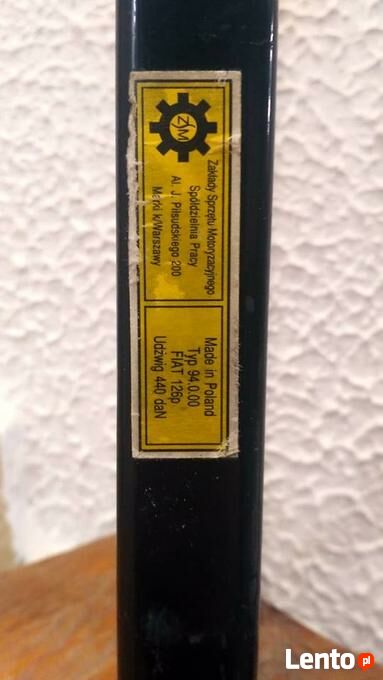 ZSM
Zakłady Sprzętu Motoryzacyjnego
Spółdzielnia Pracy
Al. J. Piłsudskiego 200
Marki k/Warszawy
Made in Poland
Typ 94.0.00
FIAT 126p
Udźwig 440 daN
Lento.pl